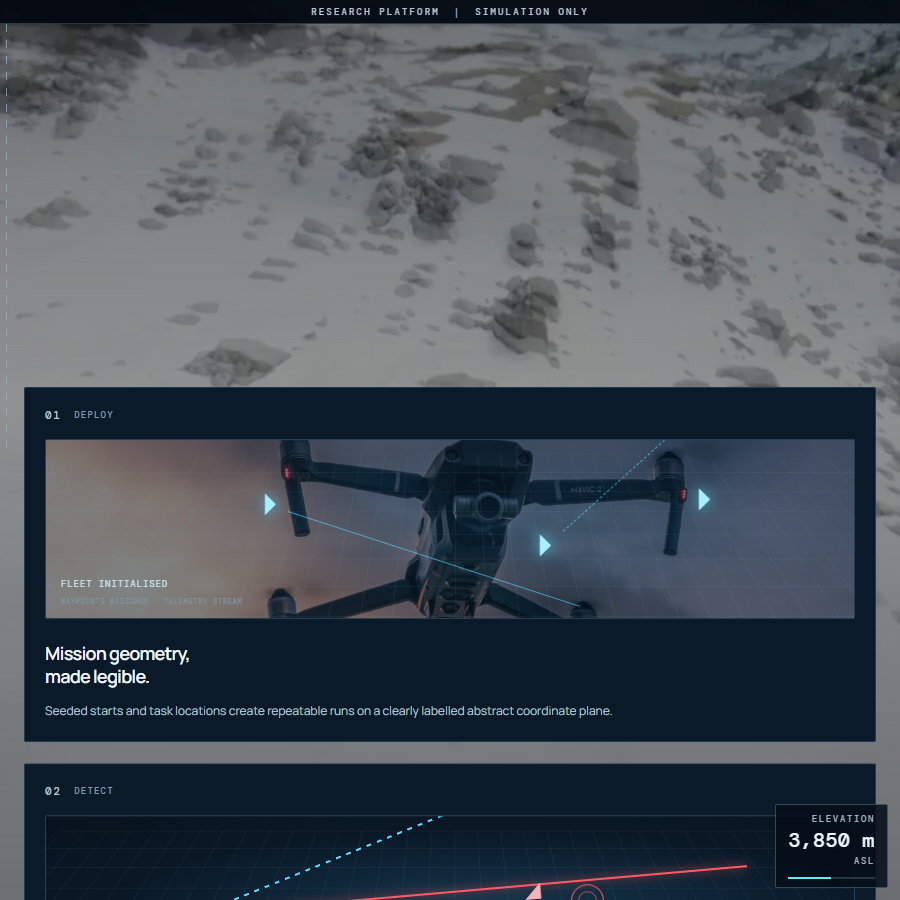 RESEARCH PLATFORM | SIMULATION ONLY
01 DEPLOY
MAVIC 2
FLEET INITIALISED
WAYPOINTS ASSIGNED · TELEMETRY STREAM
Mission geometry,
made legible.
Seeded starts and task locations create repeatable runs on a clearly labelled abstract coordinate plane.
02 DETECT
ELEVATION
3,850 m
ASL